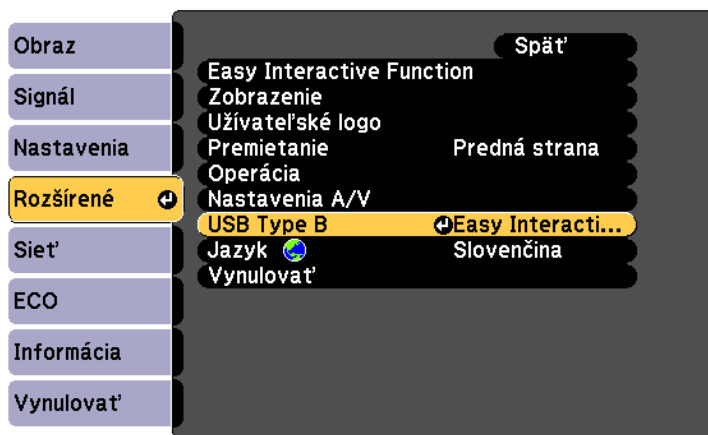 Obraz
Signál
Nastavenia
Rozšírené
Sieť
ECO
Informácia
Vynulovať
Späť
Easy Interactive Function
Zobrazenie
Užívateľské logo
Premietanie Predná strana
Operácia
Nastavenia A/V
USB Type B Easy Interacti...
Jazyk Slovenčina
Vynulovať